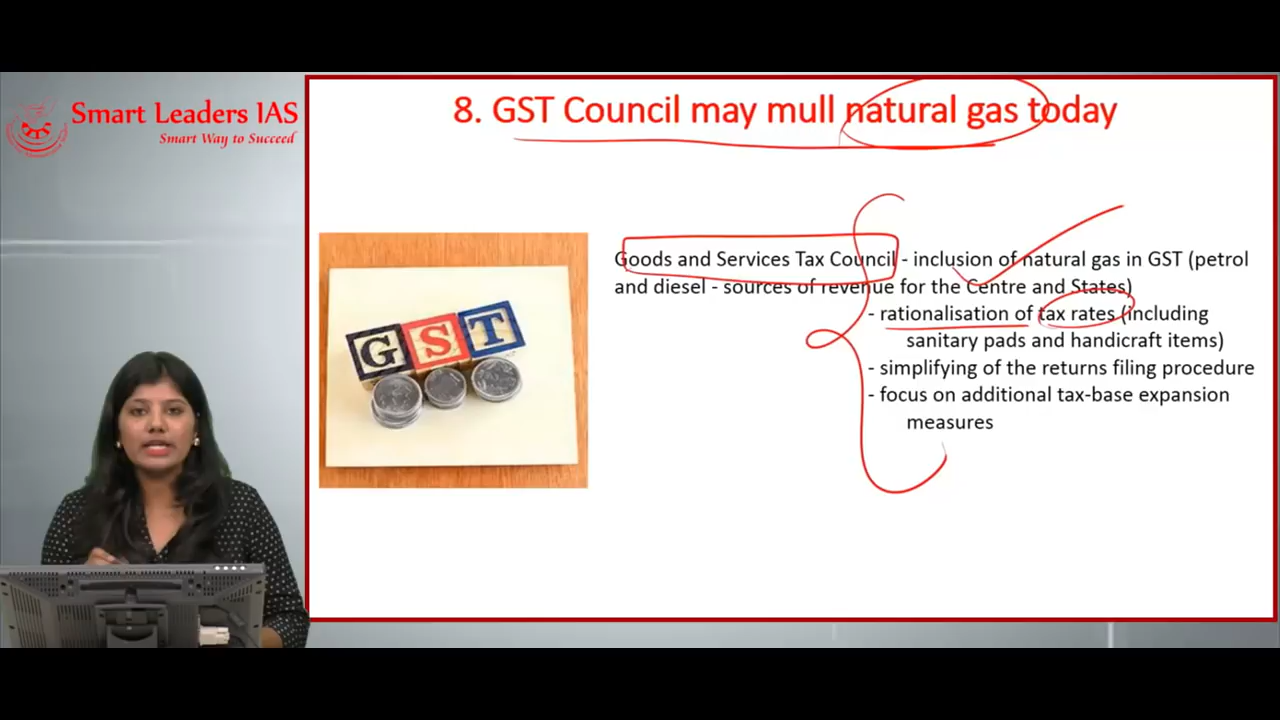 Smart Leaders IAS
Smart Way to Succeed
8. GST Council may mull natural gas today
GST
Goods and Services Tax Council - inclusion of natural gas in GST (petrol
and diesel - sources of revenue for the Centre and States)
- rationalisation of tax rates (including
sanitary pads and handicraft items)
- simplifying of the returns filing procedure
- focus on additional tax-base expansion
measures